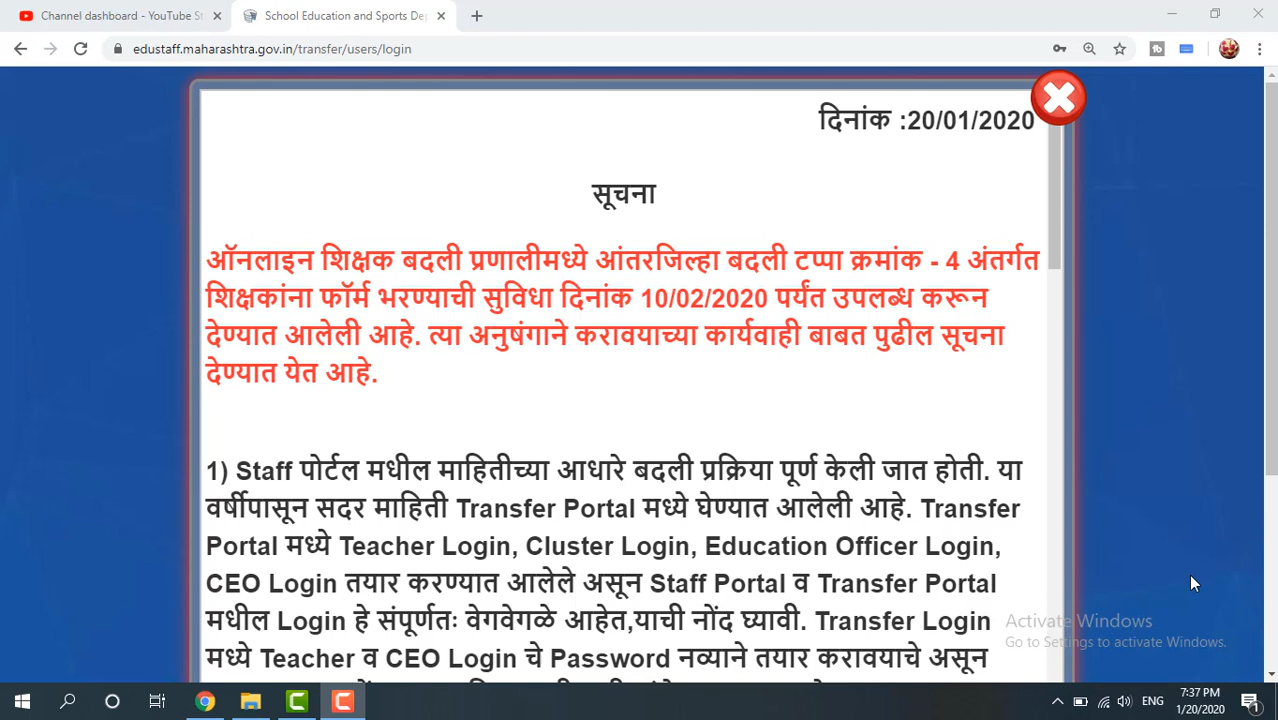 Channel dashboard - YouTube St
School Education and Sports Dep
edustaff.maharashtra.gov.in/transfer/users/login
दिनांक :20/01/2020
सूचना
ऑनलाइन शिक्षक बदली प्रणालीमध्ये आंतरजिल्हा बदली टप्पा क्रमांक - 4 अंतर्गत
शिक्षकांना फॉर्म भरण्याची सुविधा दिनांक 10/02/2020 पर्यंत उपलब्ध करून
देण्यात आलेली आहे. त्या अनुषंगाने करावयाच्या कार्यवाही बाबत पुढील सूचना
देण्यात येत आहे.
1) Staff पोर्टल मधील माहितीच्या आधारे बदली प्रक्रिया पूर्ण केली जात होती. या
वर्षीपासून सदर माहिती Transfer Portal मध्ये घेण्यात आलेली आहे. Transfer
Portal मध्ये Teacher Login, Cluster Login, Education Officer Login,
CEO Login तयार करण्यात आलेले असून Staff Portal व Transfer Portal
मधील Login हे संपूर्णतः वेगवेगळे आहेत,याची नोंद घ्यावी. Transfer Login
मध्ये Teacher व CEO Login चे Password नव्याने तयार करावयाचे असून
Activate Windows
Go to Settings to activate Windows.
ENG
7:37 PM
1/20/2020